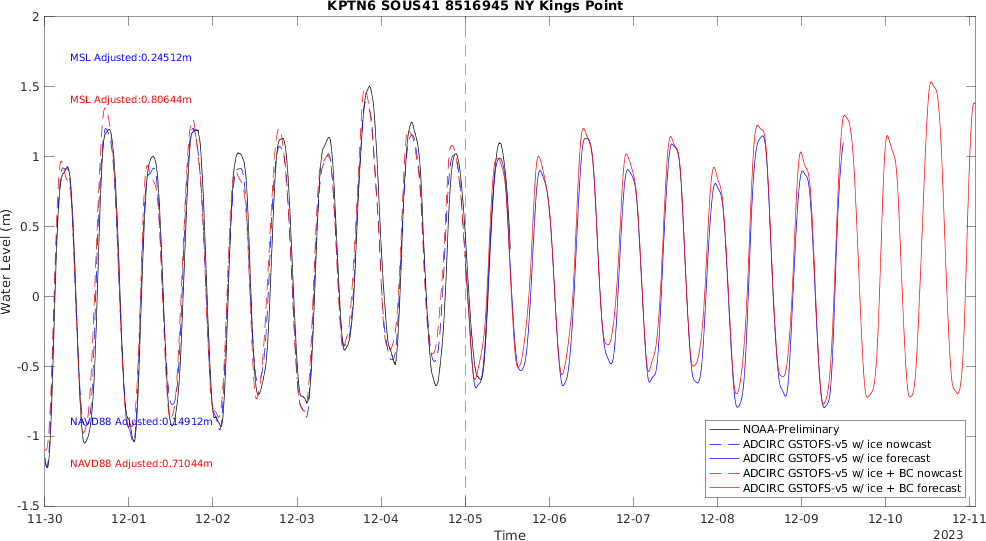 KPTN6 SOUS41 8516945 NY Kings Point
2
1.5
1
0.5
0
-0.5
-1
-1.5
Water Level (m)
MSL Adjusted:0.24512m
MSL Adjusted:0.80644m
NAVD88 Adjusted:0.14912m
NAVD88 Adjusted:0.71044m
NOAA-Preliminary
ADCIRC GSTOFS-v5 w/ ice nowcast
ADCIRC GSTOFS-v5 w/ ice forecast
ADCIRC GSTOFS-v5 w/ ice + BC nowcast
ADCIRC GSTOFS-v5 w/ ice + BC forecast
11-30 12-01 12-02 12-03 12-04 12-05 12-06 12-07 12-08 12-09 12-10 12-11
Time
2023